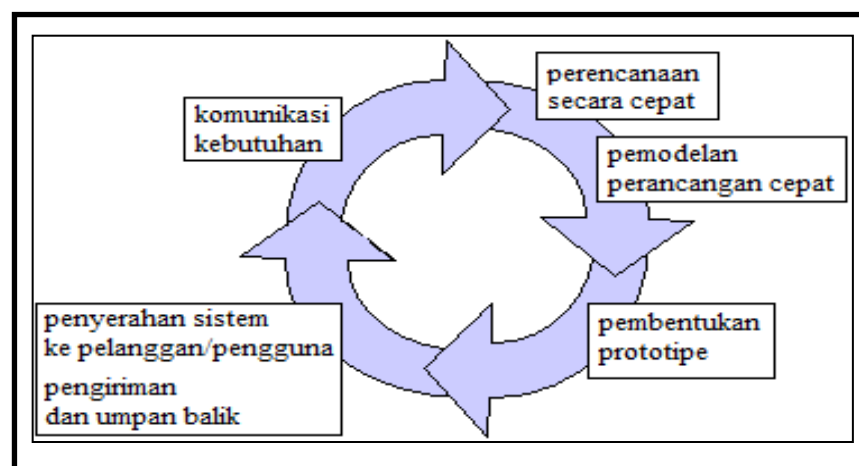 komunikasi
kebutuhan
perencanaan
secara cepat
pemodelan
perancangan cepat
pembentukan
prototipe
penyerahan sistem
ke pelanggan/pengguna
pengiriman
dan umpan balik